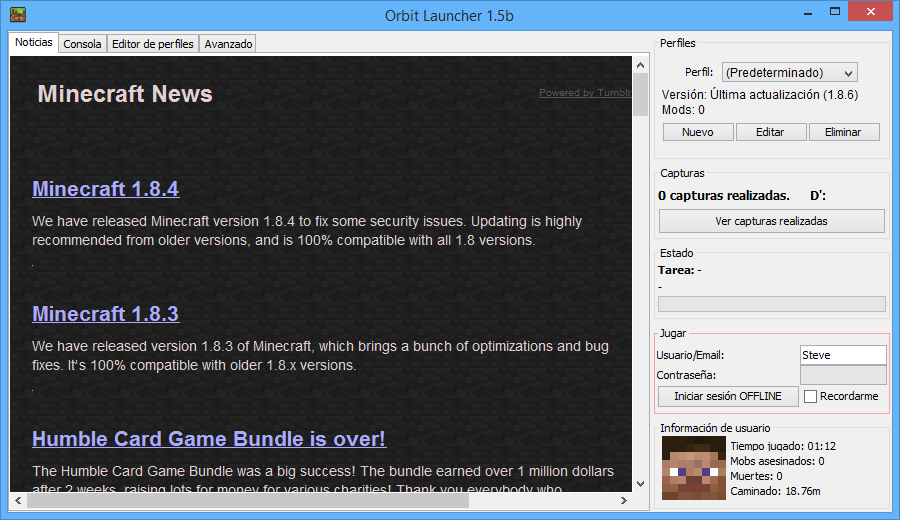 Orbit Launcher 1.5b
Noticias Consola Editor de perfiles Avanzado
Minecraft News
Powered by Tumblr
Minecraft 1.8.4
We have released Minecraft version 1.8.4 to fix some security issues. Updating is highly
recommended from older versions, and is 100% compatible with all 1.8 versions.
.
Minecraft 1.8.3
We have released version 1.8.3 of Minecraft, which brings a bunch of optimizations and bug
fixes. It's 100% compatible with older 1.8.x versions.
.
Humble Card Game Bundle is over!
The Humble Card Game Bundle was a big success! The bundle earned over 1 million dollars
after 2 weeks, raising lots for money for various charities! Thank you everybody who
Perfiles
Perfil: (Predeterminado)
Versión: Última actualización (1.8.6)
Mods: 0
Nuevo Editar Eliminar
Capturas
0 capturas realizadas. D':
Ver capturas realizadas
Estado
Tarea: -
-
Jugar
Usuario/Email: Steve
Contraseña:
Iniciar sesión OFFLINE Recordarme
Información de usuario
Tiempo jugado: 01:12
Mobs asesinados: 0
Muertes: 0
Caminado: 18.76m